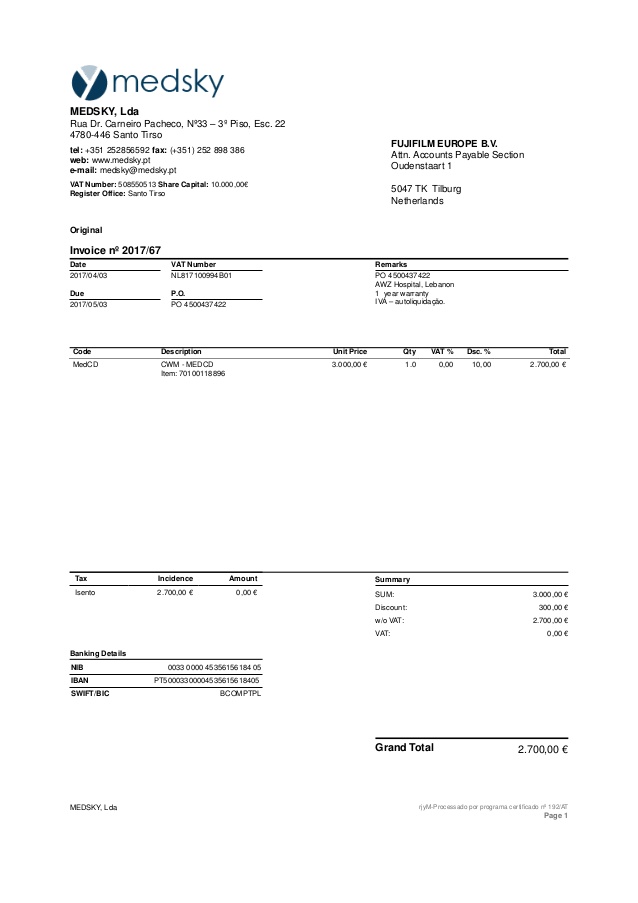 medsky
MEDSKY, Lda
Rua Dr. Carneiro Pacheco, Nº33 – 3º Piso, Esc. 22
4780-446 Santo Tirso
tel: +351 252856592 fax: (+351) 252 898 386
web: www.medsky.pt
e-mail: medsky@medsky.pt
VAT Number: 508550513 Share Capital: 10.000,00€
Register Office: Santo Tirso
FUJIFILM EUROPE B.V.
Attn. Accounts Payable Section
Oudenstaart 1
5047 TK Tilburg
Netherlands
Original
Invoice nº 2017/67
Date VAT Number Remarks
2017/04/03 NL817100994B01 PO 4500437422
AWZ Hospital, Lebanon
Due P.O. 1 year warranty
2017/05/03 PO 4500437422 IVA – autoliquidação.
Code Description Unit Price Qty VAT % Dsc. % Total
MedCD CWM - MEDCD 3.000,00 € 1.0 0,00 10,00 2.700,00 €
Item: 70100118896
Tax Incidence Amount Summary
Isento 2.700,00 € 0,00 € SUM: 3.000,00 €
Discount: 300,00 €
w/o VAT: 2.700,00 €
VAT: 0,00 €
Banking Details
NIB 0033 0000 45356156184 05
IBAN PT50003300004535615618405
SWIFT/BIC BCOMPTPL
Grand Total 2.700,00 €
MEDSKY, Lda rjyM-Processado por programa certificado nº 192/AT
Page 1